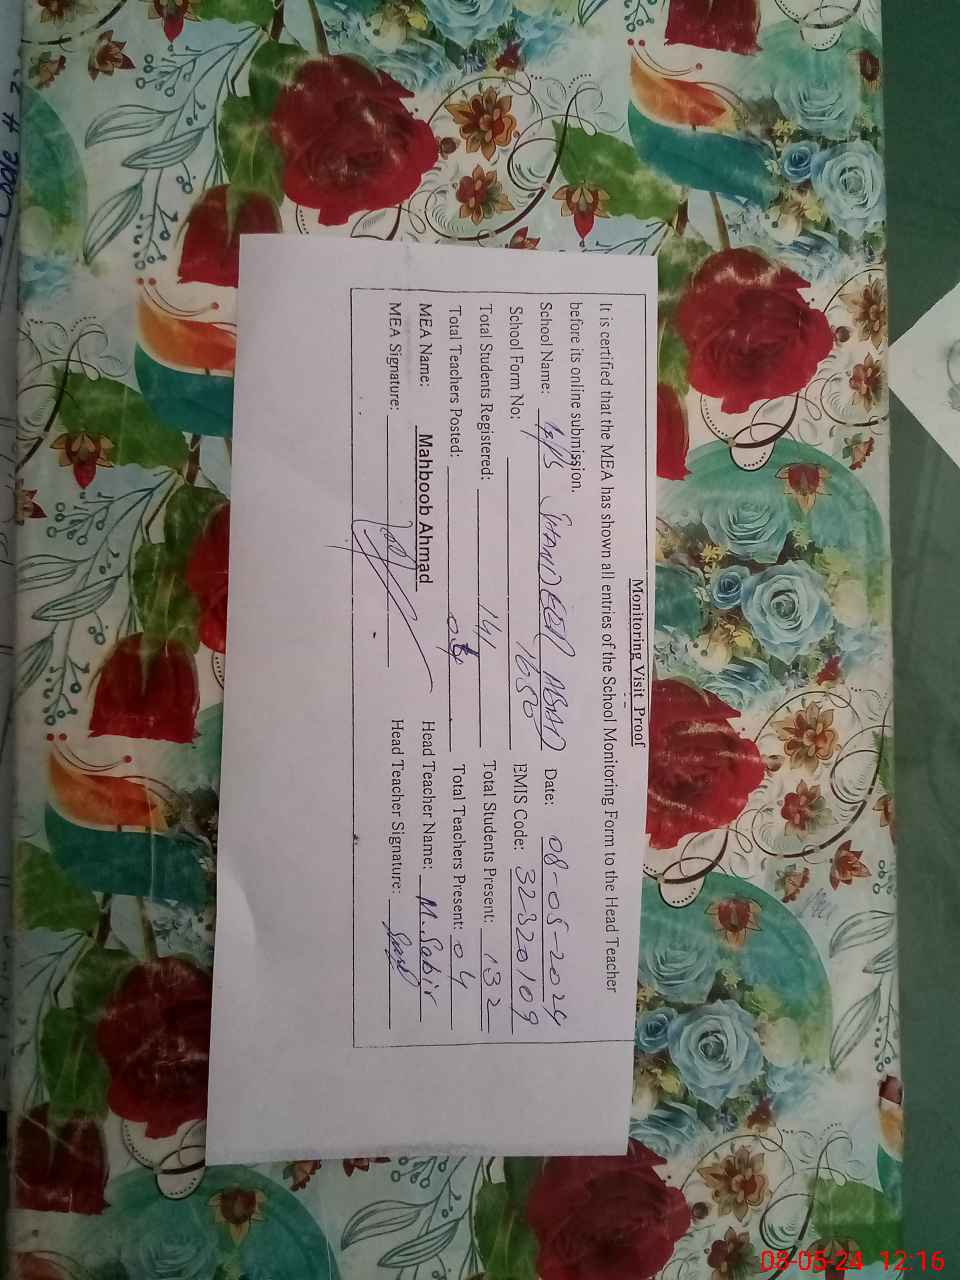 Monitoring Visit Proof
It is certified that the MEA has shown all entries of the School Monitoring Form to the Head Teacher
before its online submission.
School Name: GPS CHANDEER ABAD Date: 08-05-2024
School Form No: 1650 EMIS Code: 32320109
Total Students Registered: 141 Total Students Present: 132
Total Teachers Posted: 04 Total Teachers Present: 04
MEA Name: Mahboob Ahmad Head Teacher Name: M. Sabir
MEA Signature: Head Teacher Signature:
08-05-24 12:16